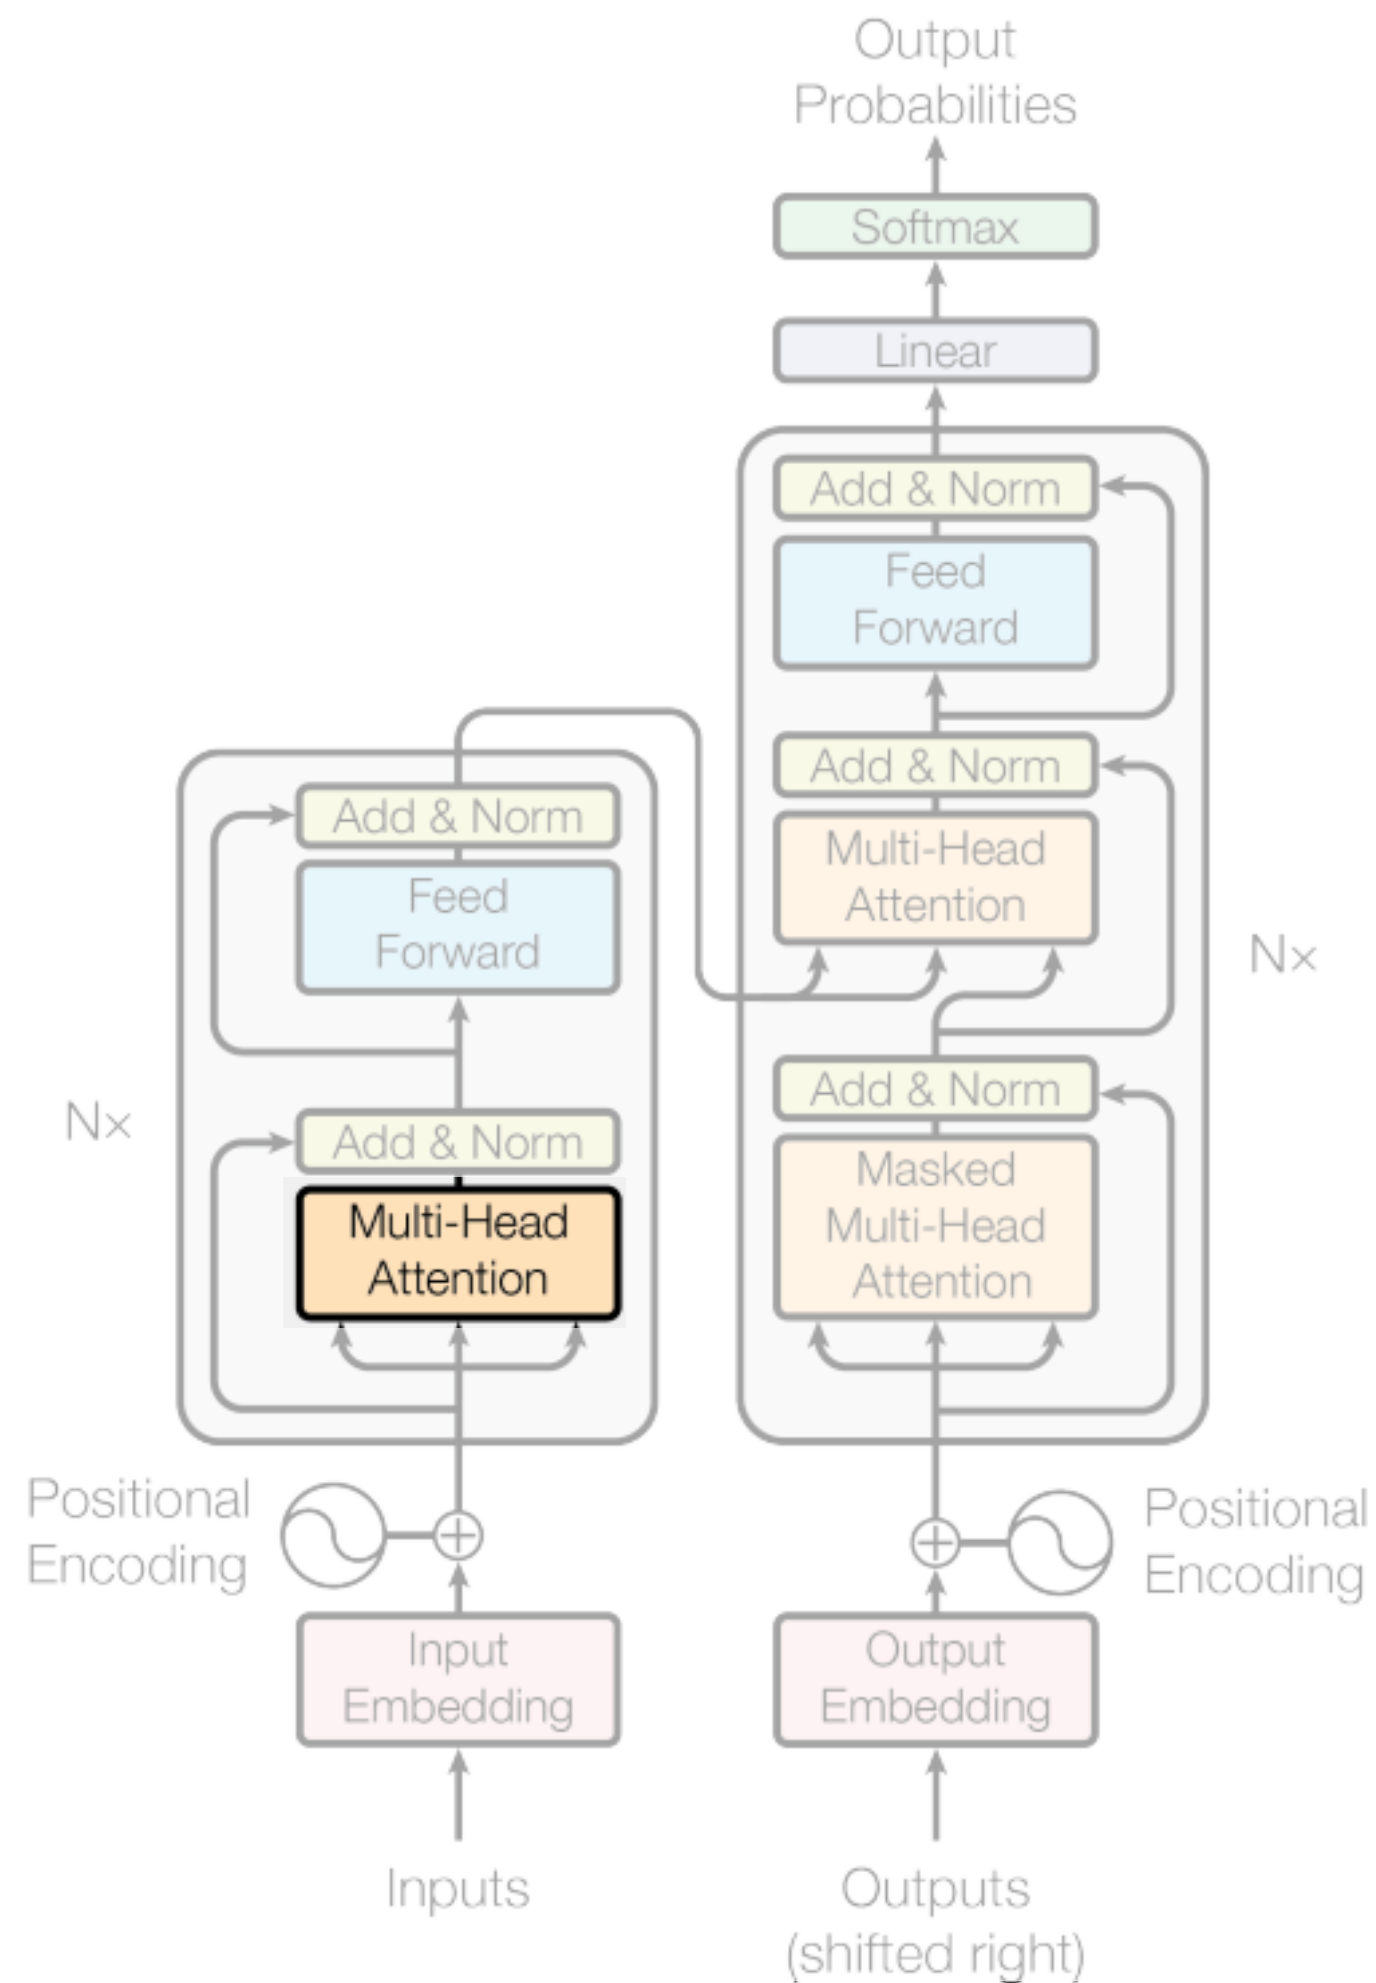 Output
Probabilities
Softmax
Linear
Add & Norm
Feed
Forward
Add & Norm
Multi-Head
Attention
Nx
Add & Norm
Masked
Multi-Head
Attention
Add & Norm
Feed
Forward
Nx
Add & Norm
Multi-Head
Attention
Positional
Encoding
Positional
Encoding
Input
Embedding
Output
Embedding
Inputs
Outputs
(shifted right)